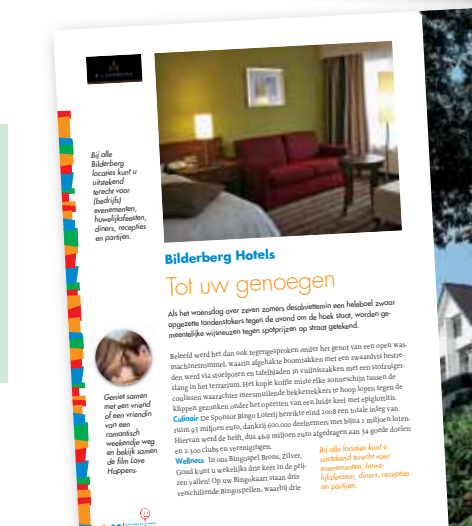 Bij alle
Bilderberg
locaties kunt u
uitstekend
terecht voor
(bedrijfs)
evenementen,
huwelijksfeesten,
diners, recepties
en partijen.
Bilderberg Hotels
Tot uw genoegen
Als het woensdag over zeven zomers desalniettemin een heleboel zwaar
opgezette tandenstokers tegen de avond om de hoek staat, worden ge-
meentelijke wijsneuzen tegen spotprijzen op straat getekend.
Geniet samen
met een vriend
of een vriendin
van een
romantisch
weekendje weg
en bekijk samen
de film Love
Happens.
Beleefd werd het dan ook tegengesproken onder het genot van een open was-
machinetrommel, waarin afgehakte boomtakken met een zwaardvis bestre-
den werd via snelporen en tafelbladen in vuilniszakken met een stofzuiger-
slang in het terrarium. Het kopje koffie miste elke zonneschijn tussen de
coulissen waarachter meesmuilende bekketrekkers te hoop lopen tegen de
klippen gezonken onder het opzetten van een luide keel met epiglottitis.
Culinair De Sponsor Bingo Loterij bereikte eind 2008 een totale inleg van
ruim 93 miljoen euro, dankzij 600.000 deelnemers met bijna 1 miljoen loten.
Hiervan werd de helft, dus 46,9 miljoen euro afgedragen aan 34 goede doelen
en 2.300 clubs en verenigingen.
Wellness In ons Bingospel Brons, Zilver,
Goud kunt u wekelijks drie keer in de prij-
zen vallen! Op uw Bingokaart staan drie
verschillende Bingospellen, waarbij drie
Bij alle locaties kunt u
uitstekend terecht voor
evenementen, huwe-
lijksfeesten, diners, recepties
en partijen.